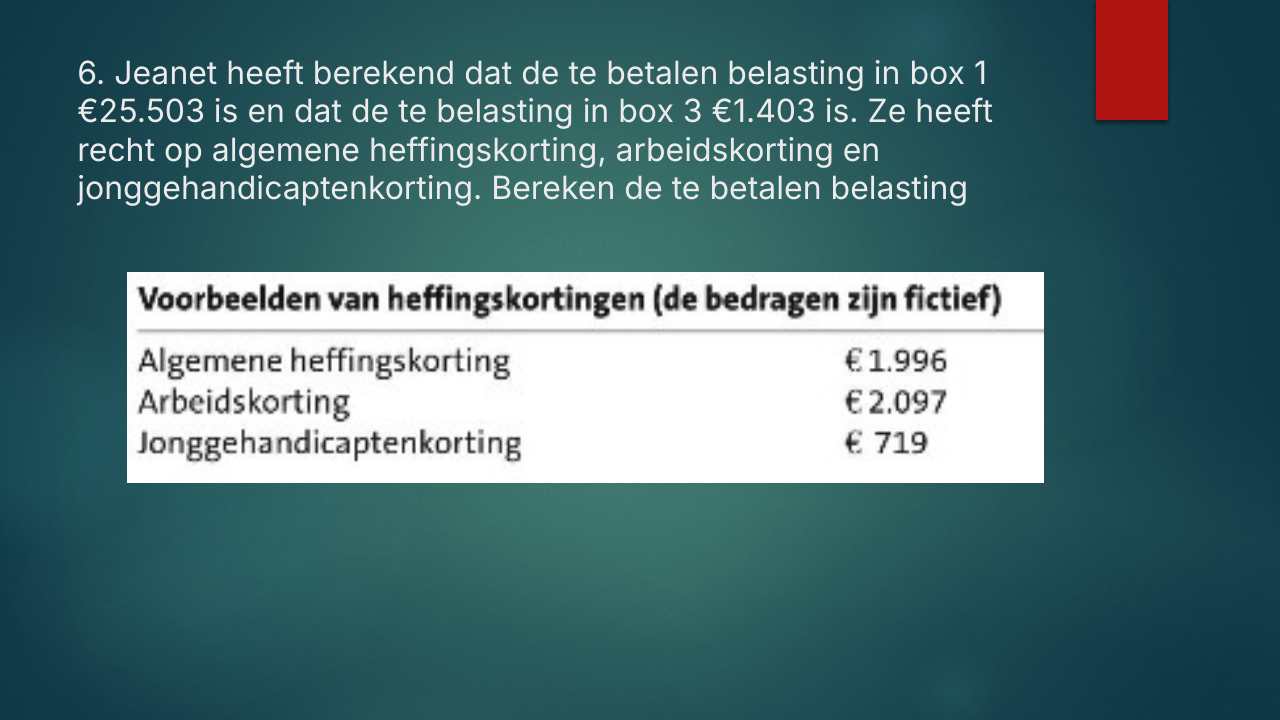 6. Jeanet heeft berekend dat de te betalen belasting in box 1
€25.503 is en dat de te belasting in box 3 €1.403 is. Ze heeft
recht op algemene heffingskorting, arbeidskorting en
jonggehandicaptenkorting. Bereken de te betalen belasting
Voorbeelden van heffingskortingen (de bedragen zijn fictief)
Algemene heffingskorting € 1.996
Arbeidskorting € 2.097
Jonggehandicaptenkorting € 719